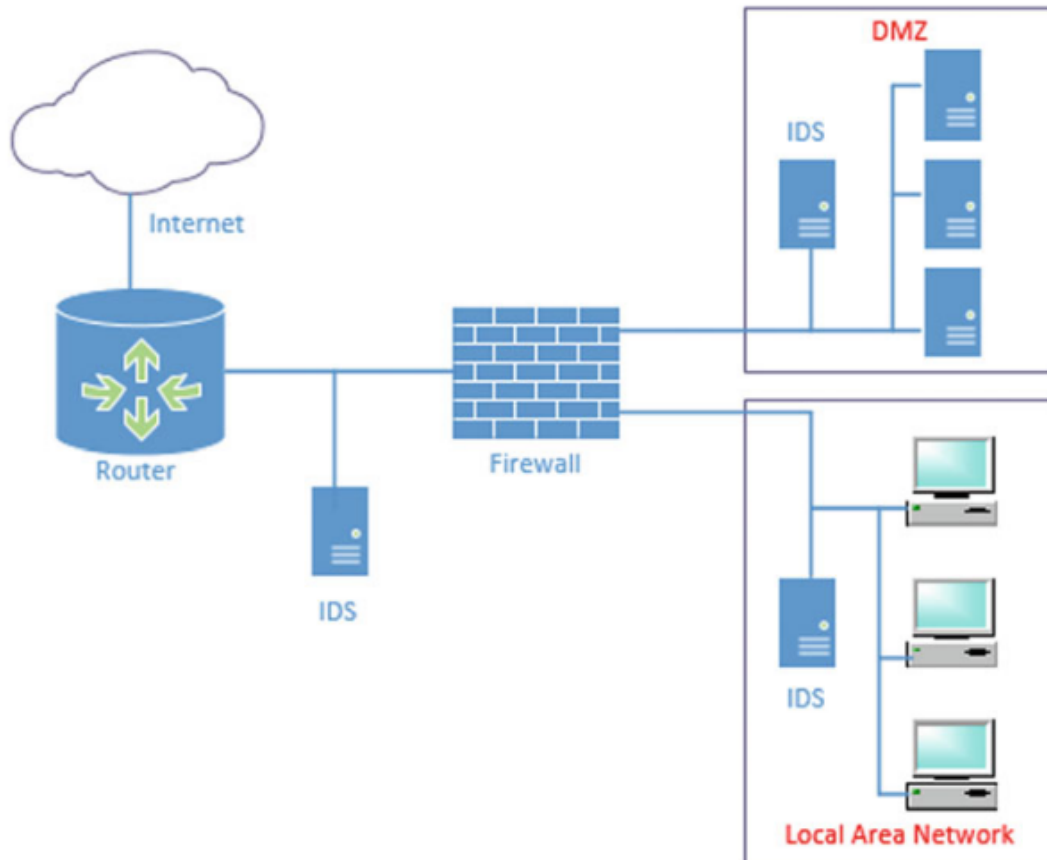 DMZ
IDS
Internet
Router
Firewall
IDS
IDS
Local Area Network